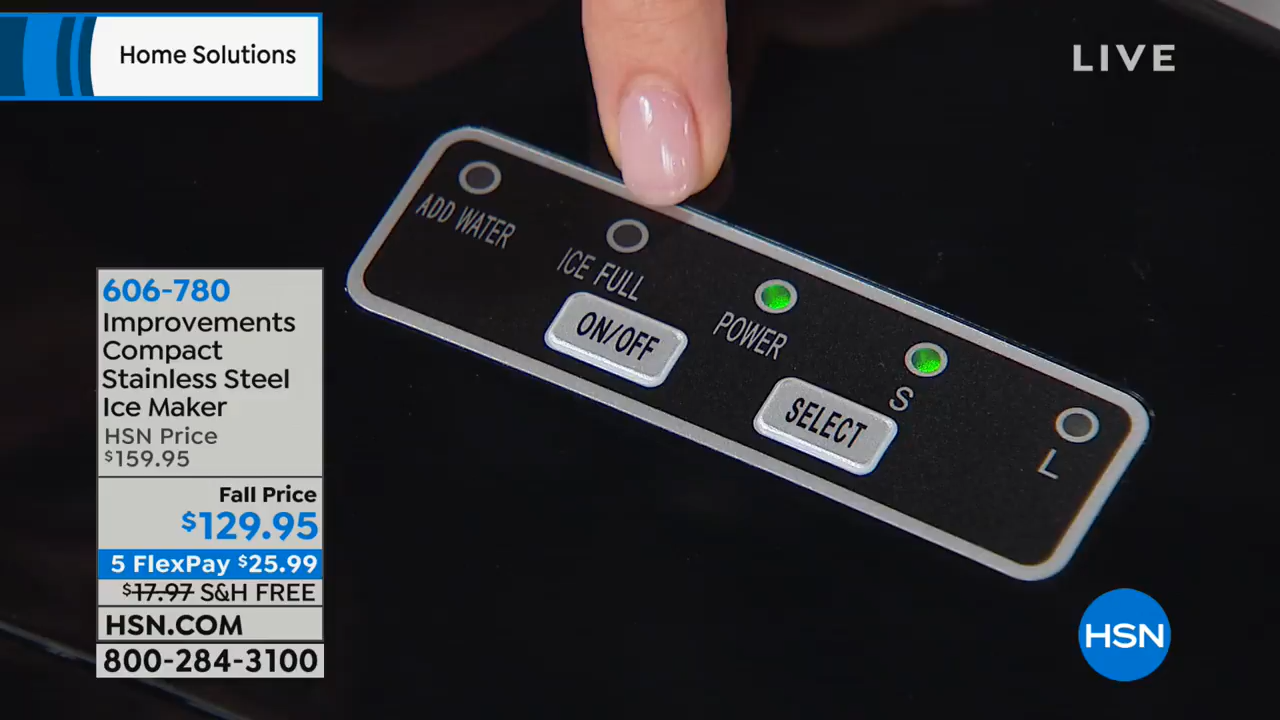 Home Solutions
LIVE
ADD WATER
ICE FULL
ON/OFF
POWER
SELECT
S
L
606-780
Improvements
Compact
Stainless Steel
Ice Maker
HSN Price
$159.95
Fall Price
$129.95
5 FlexPay $25.99
$17.97 S&H FREE
HSN.COM
800-284-3100
HSN